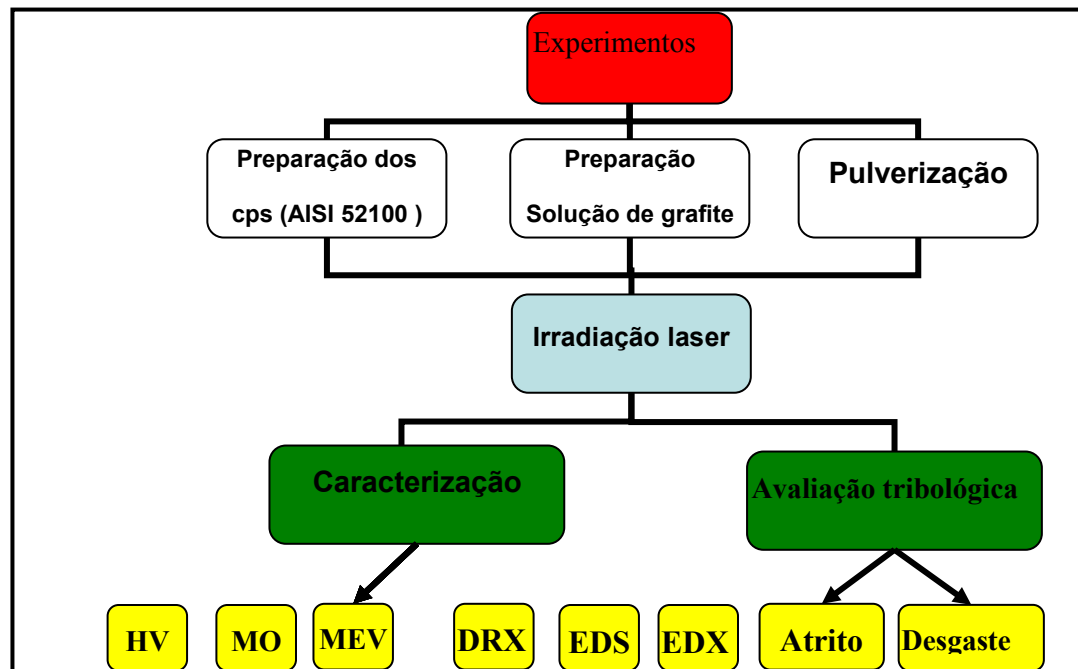 Experimentos
Preparação dos
cps (AISI 52100 )
Preparação
Solução de grafite
Pulverização
Irradiação laser
Caracterização
Avaliação tribológica
HV
MO
MEV
DRX
EDS
EDX
Atrito
Desgaste